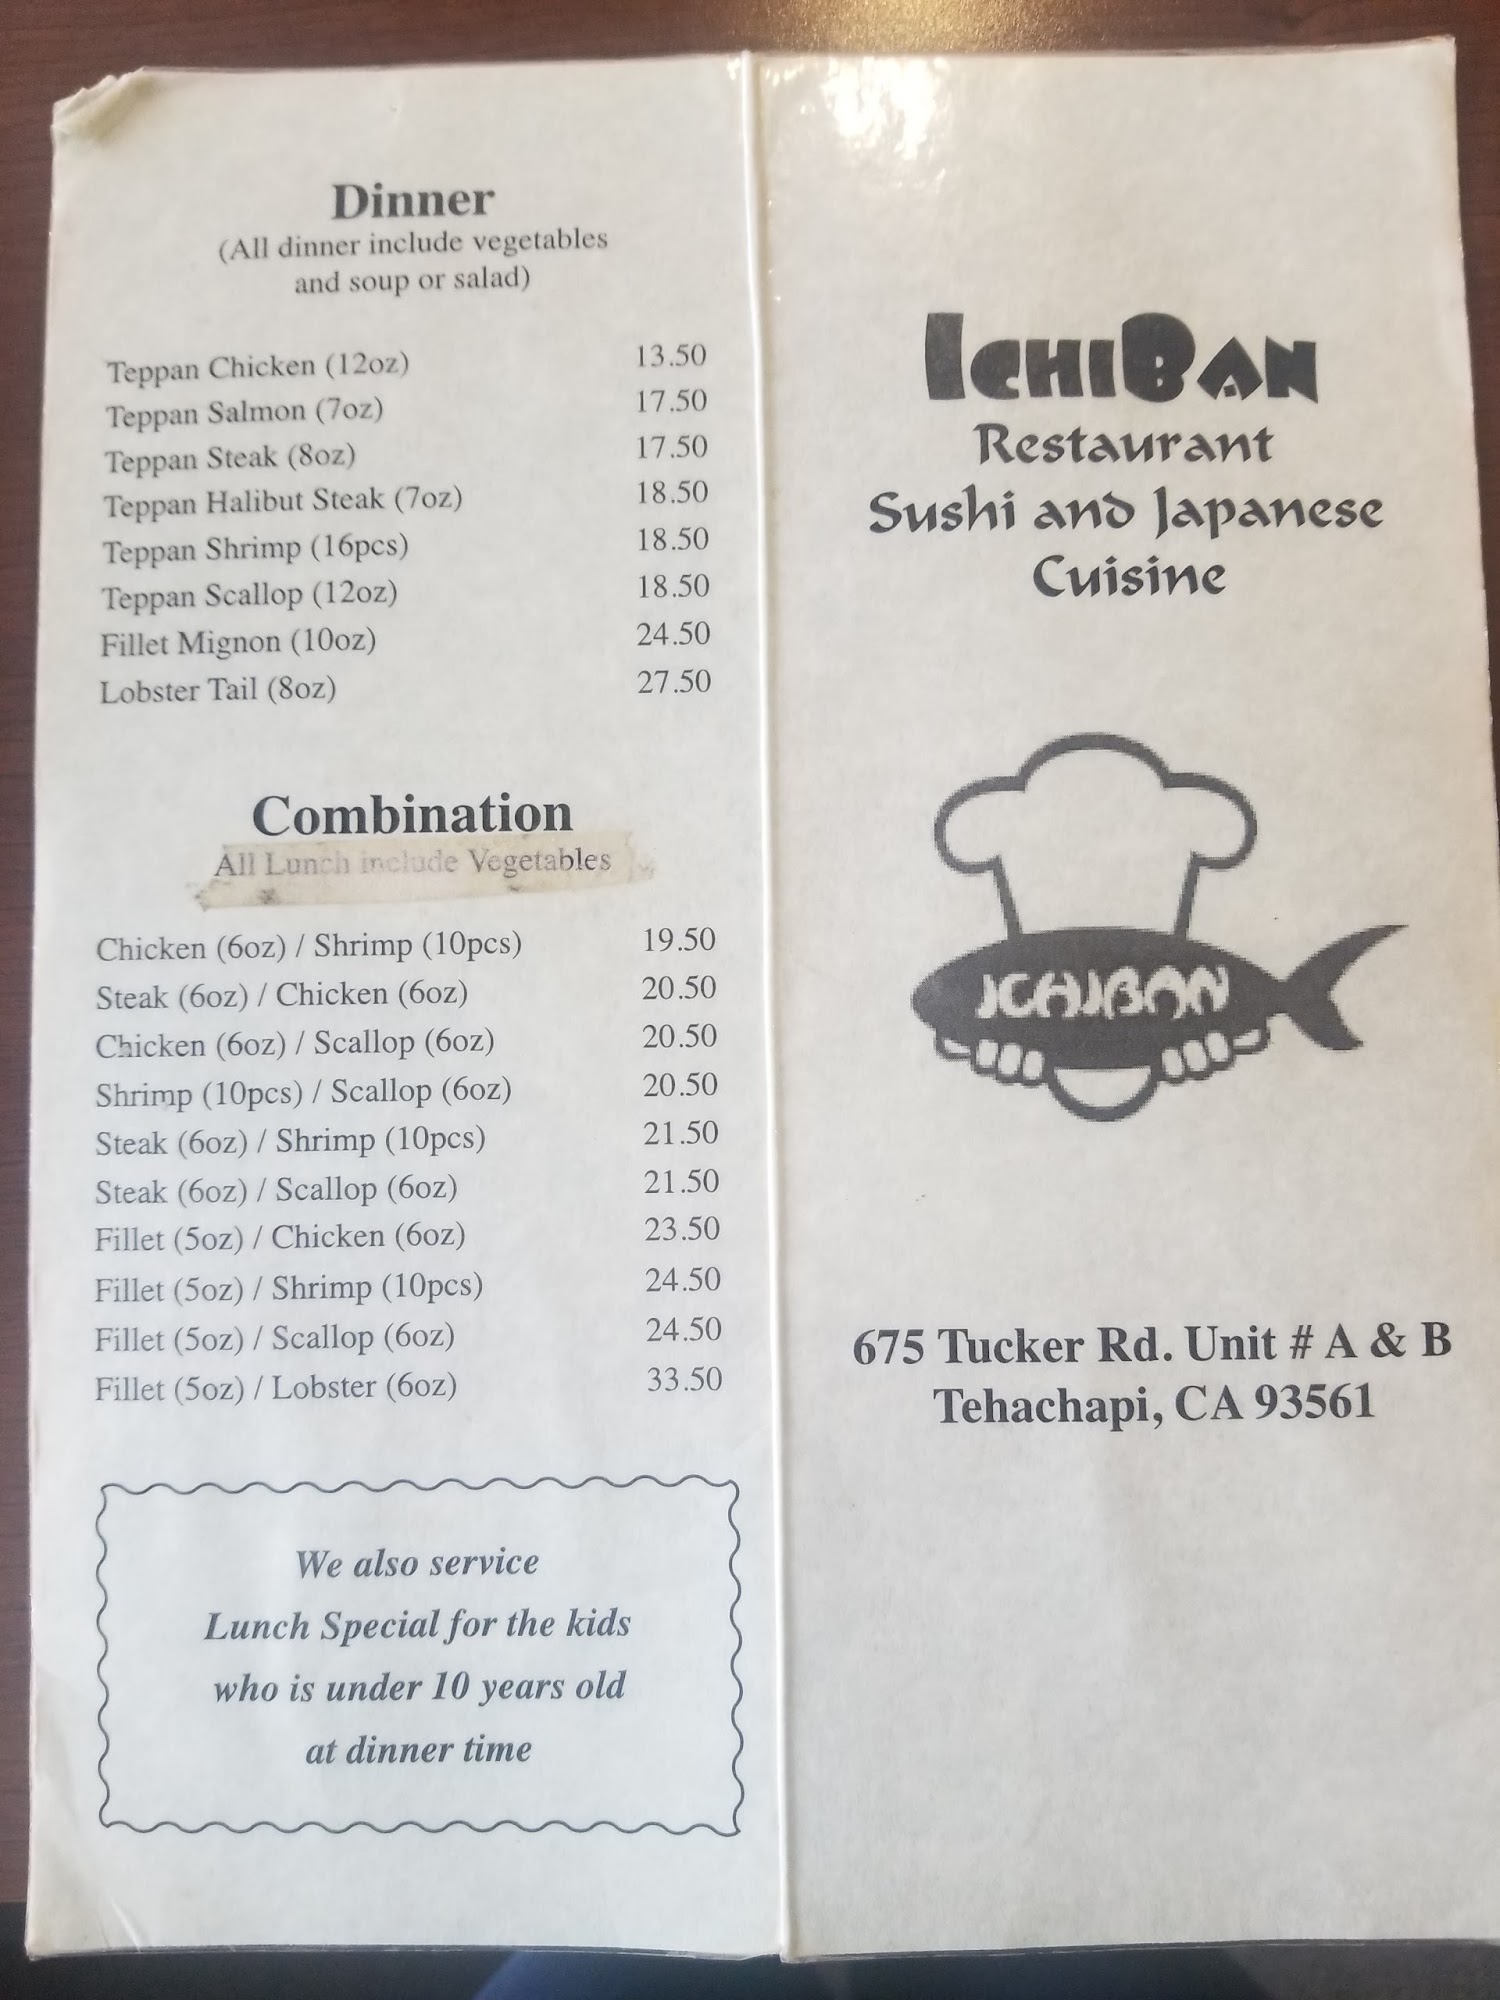 Dinner
(All dinner include vegetables
and soup or salad)
Teppan Chicken (12oz) 13.50
Teppan Salmon (7oz) 17.50
Teppan Steak (8oz) 17.50
Teppan Halibut Steak (7oz) 18.50
Teppan Shrimp (16pcs) 18.50
Teppan Scallop (12oz) 18.50
Fillet Mignon (10oz) 24.50
Lobster Tail (8oz) 27.50
Combination
All Lunch include Vegetables
Chicken (6oz) / Shrimp (10pcs) 19.50
Steak (6oz) / Chicken (6oz) 20.50
Chicken (6oz) / Scallop (6oz) 20.50
Shrimp (10pcs) / Scallop (6oz) 20.50
Steak (6oz) / Shrimp (10pcs) 21.50
Steak (6oz) / Scallop (6oz) 21.50
Fillet (5oz) / Chicken (6oz) 23.50
Fillet (5oz) / Shrimp (10pcs) 24.50
Fillet (5oz) / Scallop (6oz) 24.50
Fillet (5oz) / Lobster (6oz) 33.50
We also service
Lunch Special for the kids
who is under 10 years old
at dinner time
IchiBan
Restaurant
Sushi and Japanese
Cuisine
ICHIBAN
675 Tucker Rd. Unit # A & B
Tehachapi, CA 93561